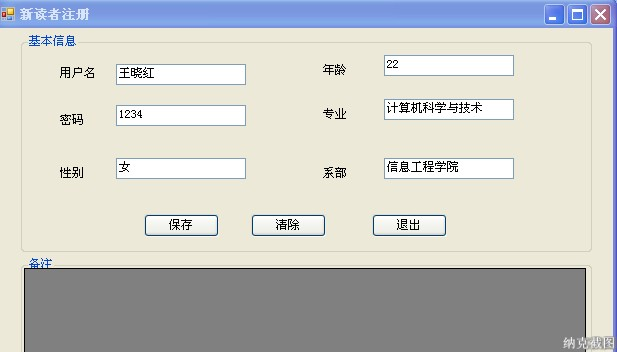 新读者注册
基本信息
用户名 王晓红 年龄 22
密码 1234 专业 计算机科学与技术
性别 女 系部 信息工程学院
保存 清除 退出
备注
纳克截图